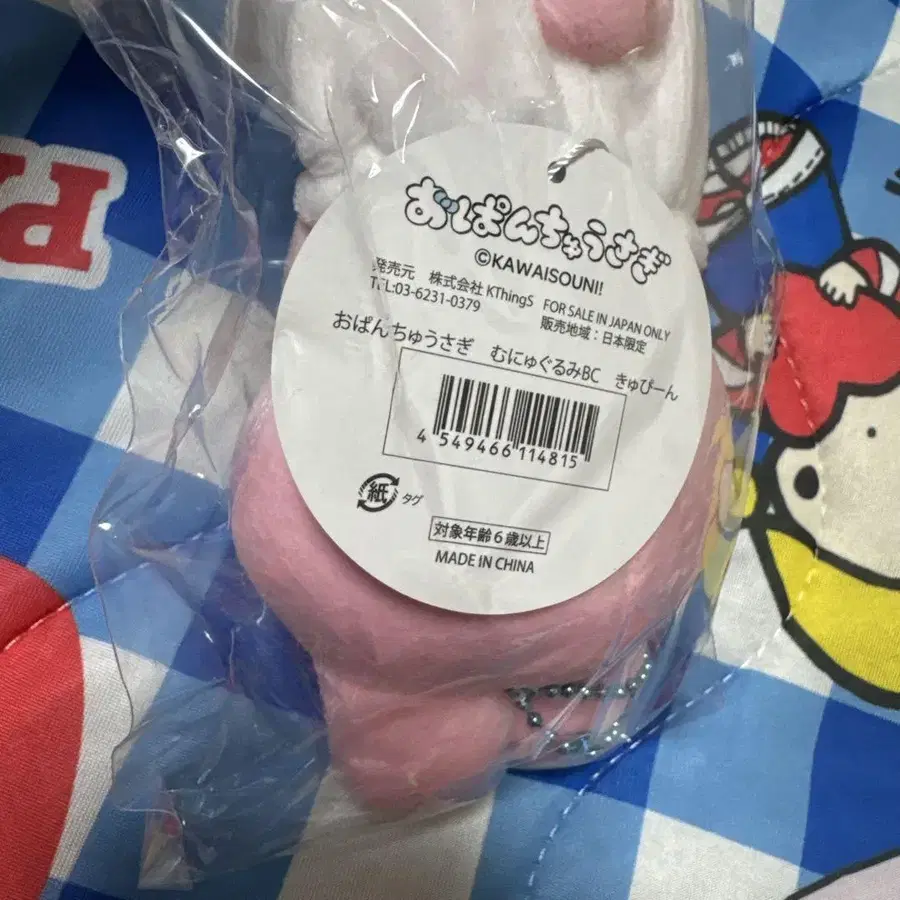 おぱんちゅうさぎ
©KAWAISOUNI!
発売元 株式会社 KThingS
TEL:03-6231-0379
FOR SALE IN JAPAN ONLY
販売地域:日本限定
おぱんちゅうさぎ むにゅぐるみBC きゅぴーん
4 549466 114815
紙 タグ
対象年齢6歳以上
MADE IN CHINA